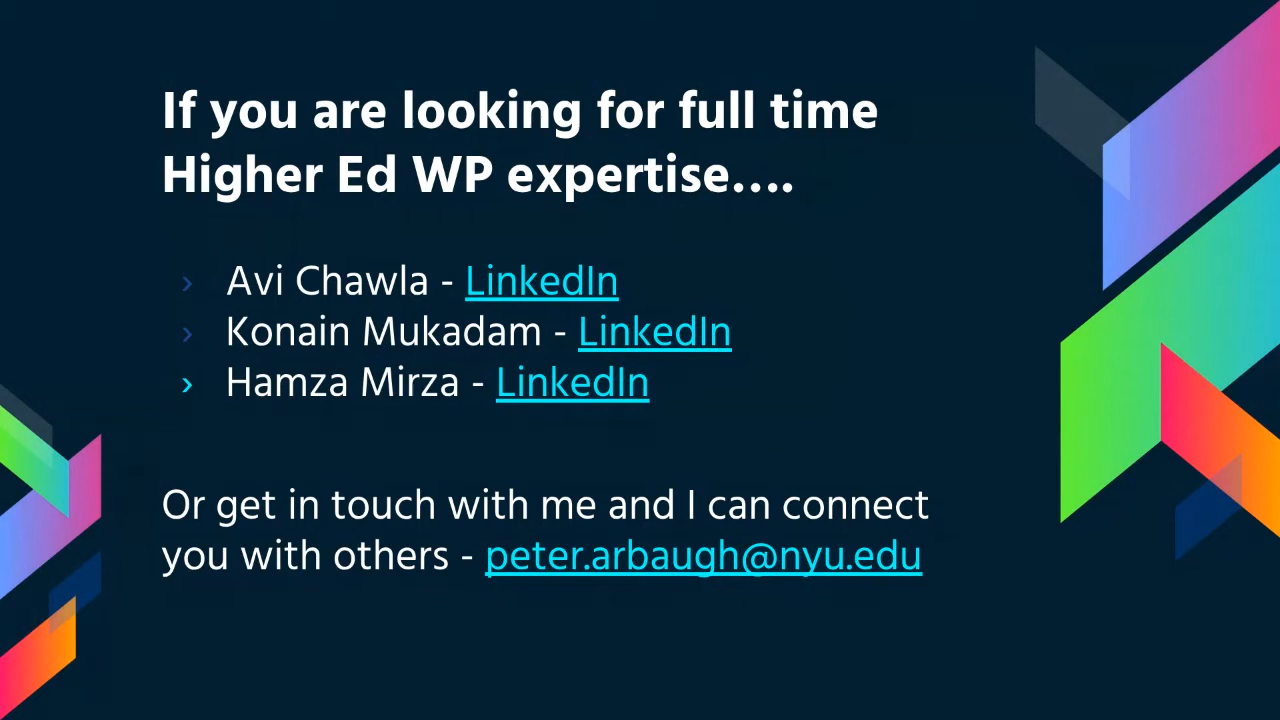 If you are looking for full time
Higher Ed WP expertise....
› Avi Chawla - LinkedIn
› Konain Mukadam - LinkedIn
› Hamza Mirza - LinkedIn
Or get in touch with me and I can connect
you with others - peter.arbaugh@nyu.edu